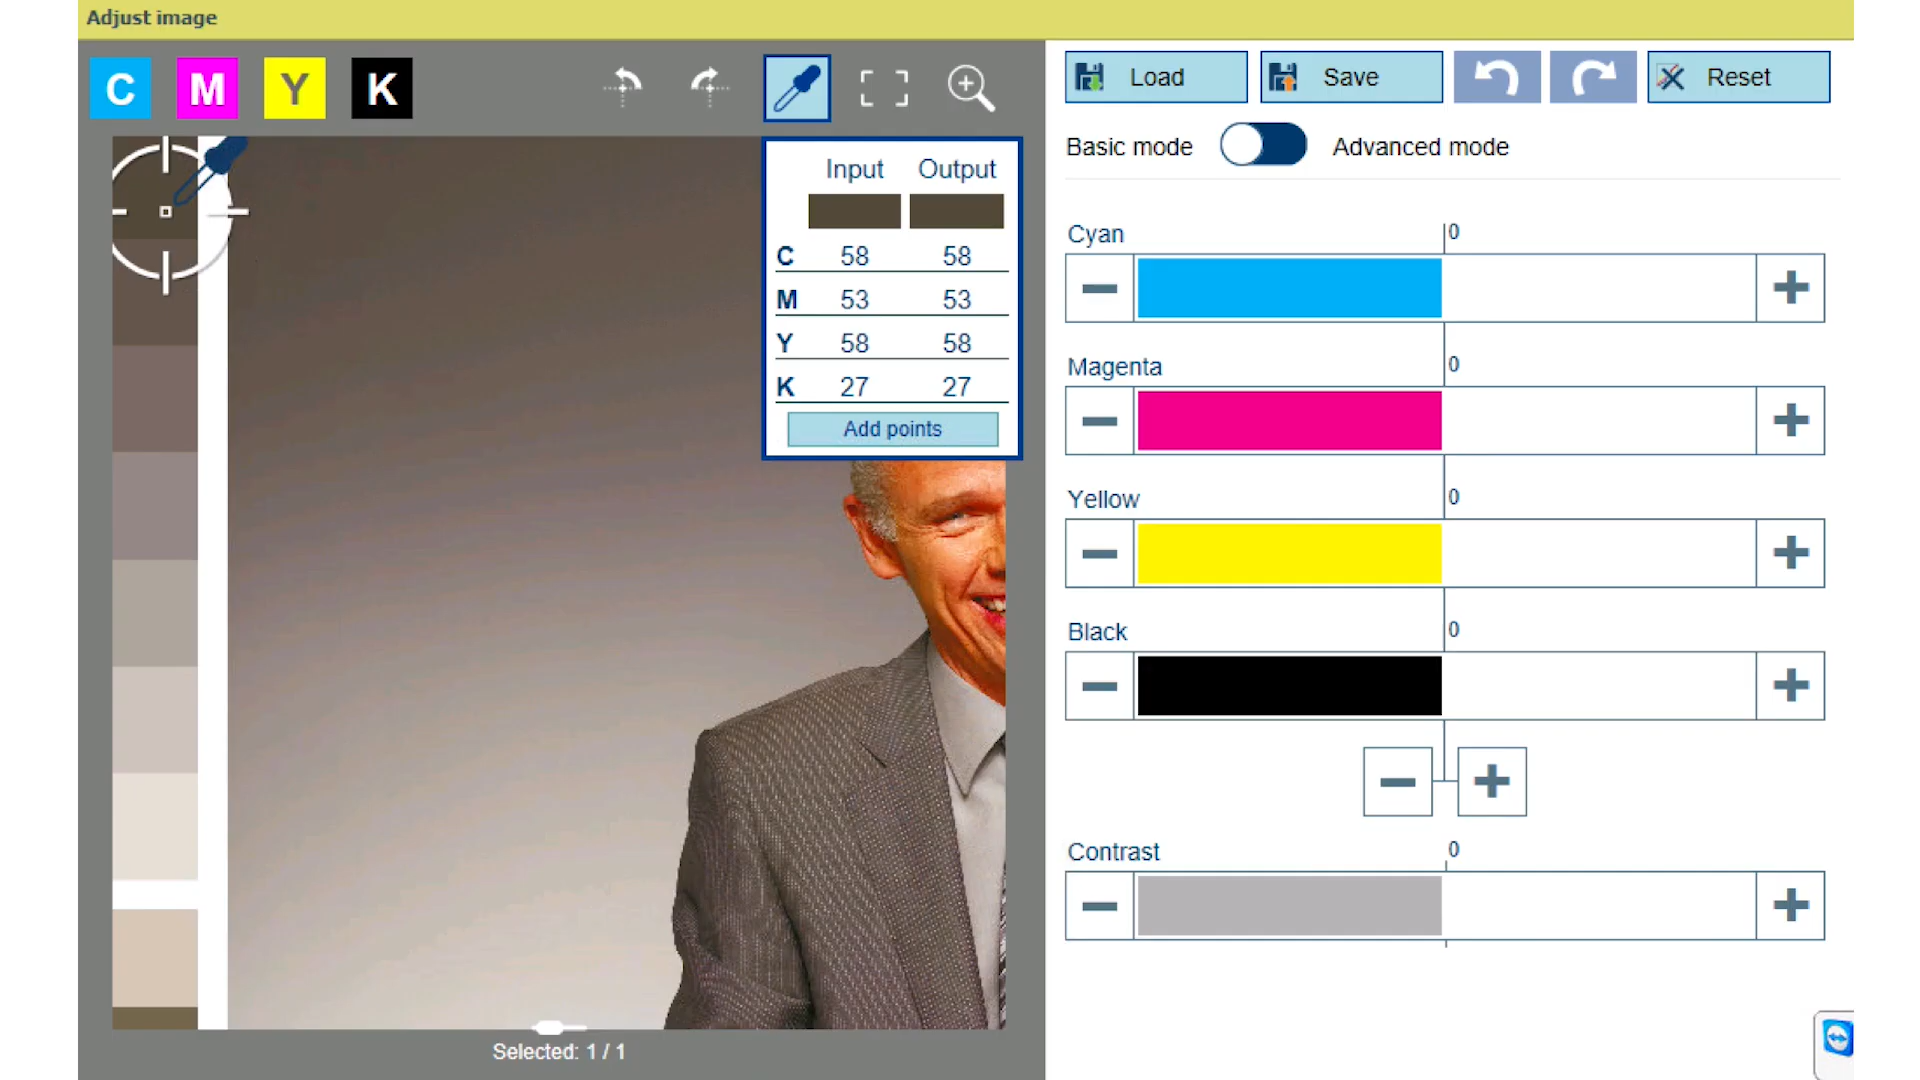 Adjust image
C M Y K
Load Save Reset
Basic mode Advanced mode
Input Output
C 58 58
M 53 53
Y 58 58
K 27 27
Add points
Cyan 0
Magenta 0
Yellow 0
Black 0
Contrast 0
Selected: 1 / 1